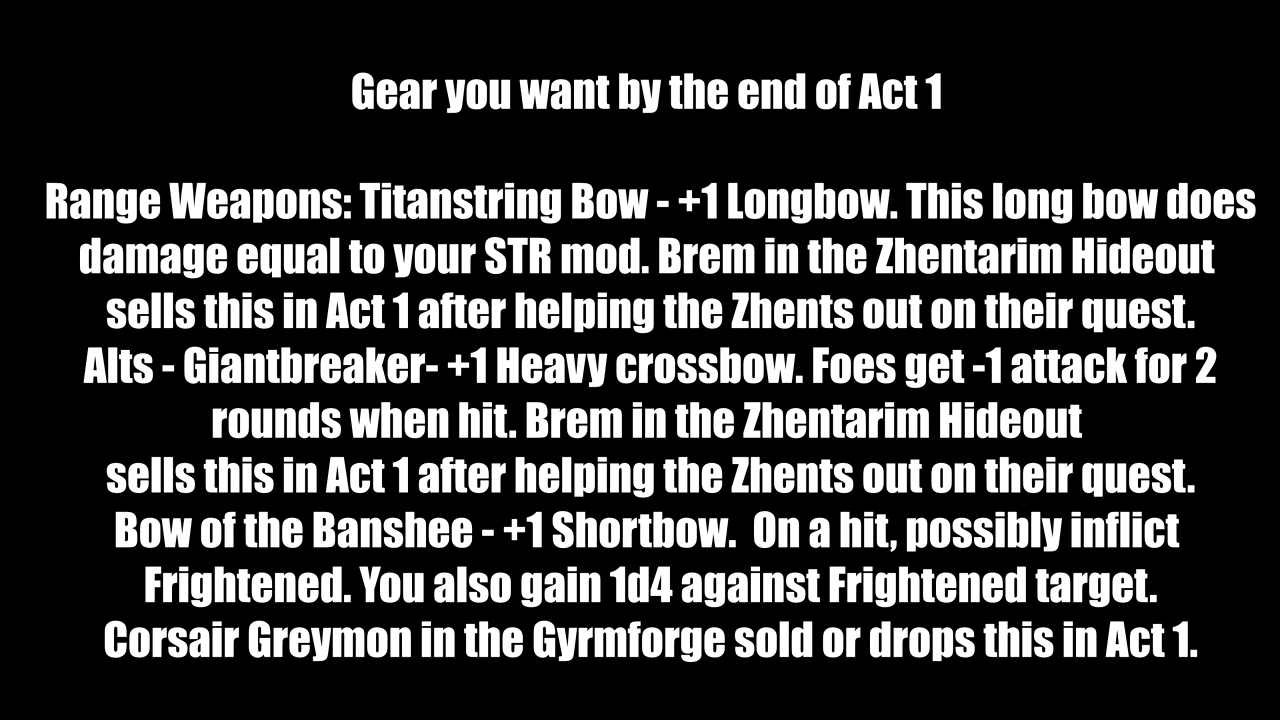 Gear you want by the end of Act 1
Range Weapons: Titanstring Bow - +1 Longbow. This long bow does
damage equal to your STR mod. Brem in the Zhentarim Hideout
sells this in Act 1 after helping the Zhents out on their quest.
Alts - Giantbreaker- +1 Heavy crossbow. Foes get -1 attack for 2
rounds when hit. Brem in the Zhentarim Hideout
sells this in Act 1 after helping the Zhents out on their quest.
Bow of the Banshee - +1 Shortbow.  On a hit, possibly inflict
Frightened. You also gain 1d4 against Frightened target.
Corsair Greymon in the Gyrmforge sold or drops this in Act 1.